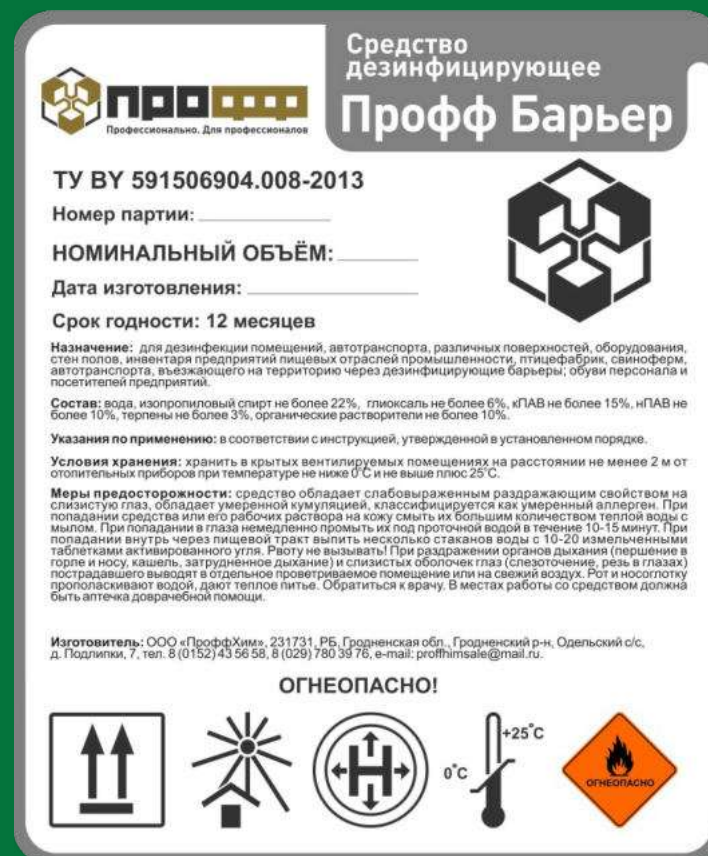 Средство
дезинфицирующее
Профф Барьер
профф
Профессионально. Для профессионалов
ТУ BY 591506904.008-2013
Номер партии:
НОМИНАЛЬНЫЙ ОБЪЁМ:
Дата изготовления:
Срок годности: 12 месяцев
Назначение: для дезинфекции помещений, автотранспорта, различных поверхностей, оборудования,
стен полов, инвентаря предприятий пищевых отраслей промышленности, птицефабрик, свиноферм,
автотранспорта, въезжающего на территорию через дезинфицирующие барьеры; обуви персонала и
посетителей предприятий.
Состав: вода, изопропиловый спирт не более 22%, глиоксаль не более 6%, кПАВ не более 15%, нПАВ не
более 10%, терпены не более 3%, органические растворители не более 10%.
Указания по применению: в соответствии с инструкцией, утвержденной в установленном порядке.
Условия хранения: хранить в крытых вентилируемых помещениях на расстоянии не менее 2 м от
отопительных приборов при температуре не ниже 0°С и не выше плюс 25°С.
Меры предосторожности: средство обладает слабовыраженным раздражающим свойством на
слизистую глаз, обладает умеренной кумуляцией, классифицируется как умеренный аллерген. При
попадании средства или его рабочих раствора на кожу смыть их большим количеством теплой воды с
мылом. При попадании в глаза немедленно промыть их под проточной водой в течение 10-15 минут. При
попадании внутрь через пищевой тракт выпить несколько стаканов воды с 10-20 измельченными
таблетками активированного угля. Рвоту не вызывать! При раздражении органов дыхания (першение в
горле и носу, кашель, затрудненное дыхание) и слизистых оболочек глаз (слезоточение, резь в глазах)
пострадавшего выводят в отдельное проветриваемое помещение или на свежий воздух. Рот и носоглотку
прополаскивают водой, дают теплое питье. Обратиться к врачу. В местах работы со средством должна
быть аптечка доврачебной помощи.
Изготовитель: ООО «ПроффХим», 231731, РБ, Гродненская обл., Гродненский р-н, Одельский с/с,
д. Подлипки, 7, тел. 8 (0152) 43 56 58, 8 (029) 780 39 76, e-mail: proffhimsale@mail.ru.
ОГНЕОПАСНО!
Н
+25°С
0°С
ОГНЕОПАСНО